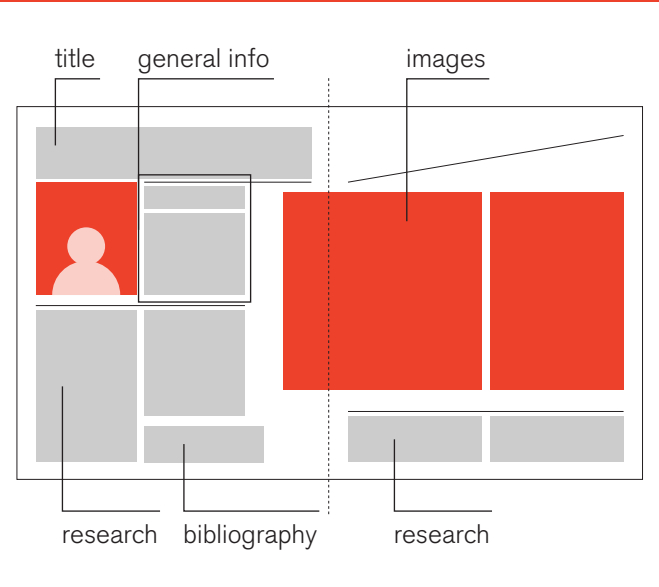 title
general info
images
research
bibliography
research